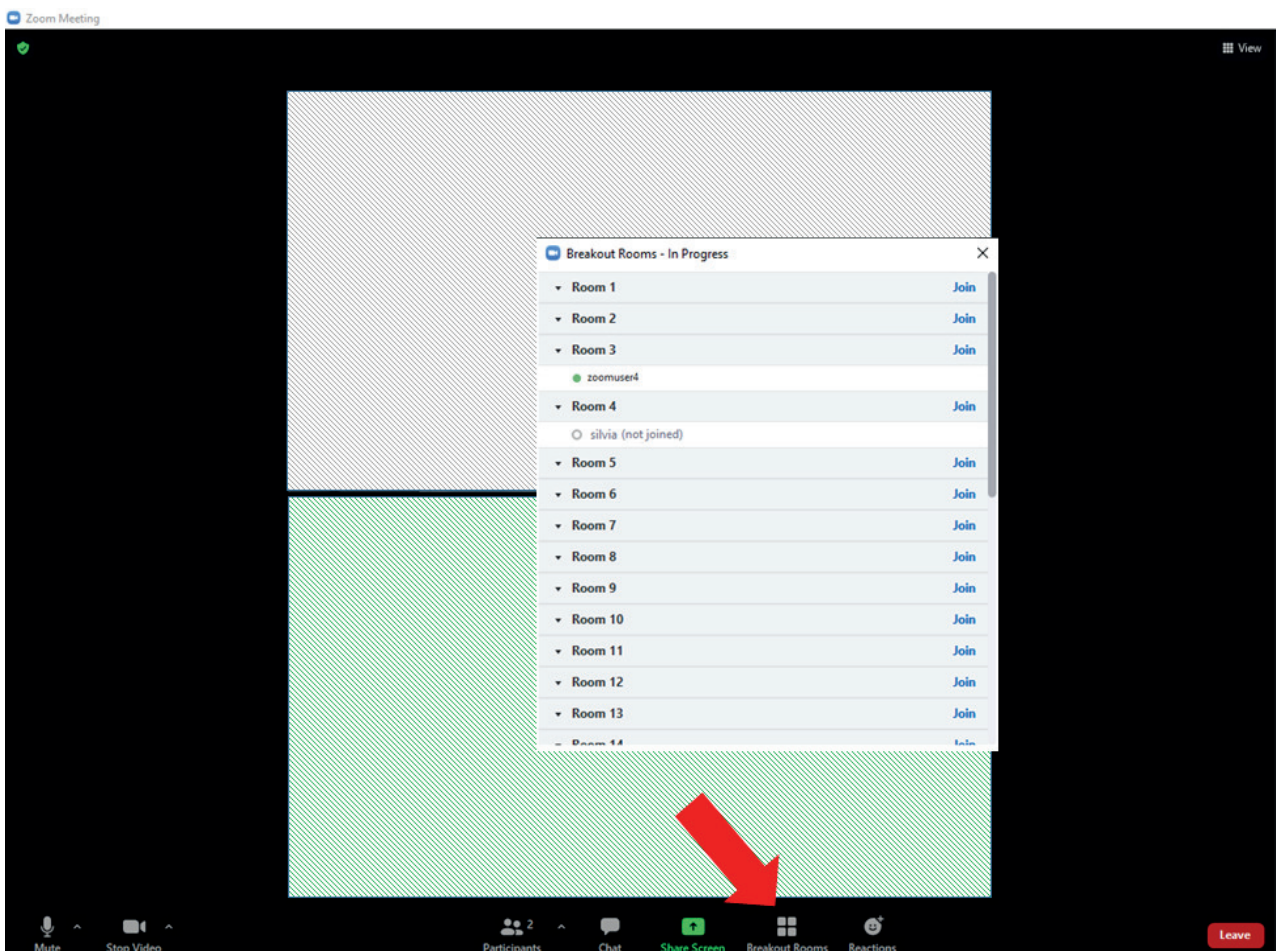 Zoom Meeting
View
Breakout Rooms - In Progress
Room 1 Join
Room 2 Join
Room 3 Join
zoomuser4
Room 4 Join
silvia (not joined)
Room 5 Join
Room 6 Join
Room 7 Join
Room 8 Join
Room 9 Join
Room 10 Join
Room 11 Join
Room 12 Join
Room 13 Join
Room 14 Join
2
Mute Stop Video Participants Chat Share Screen Breakout Rooms Reactions Leave